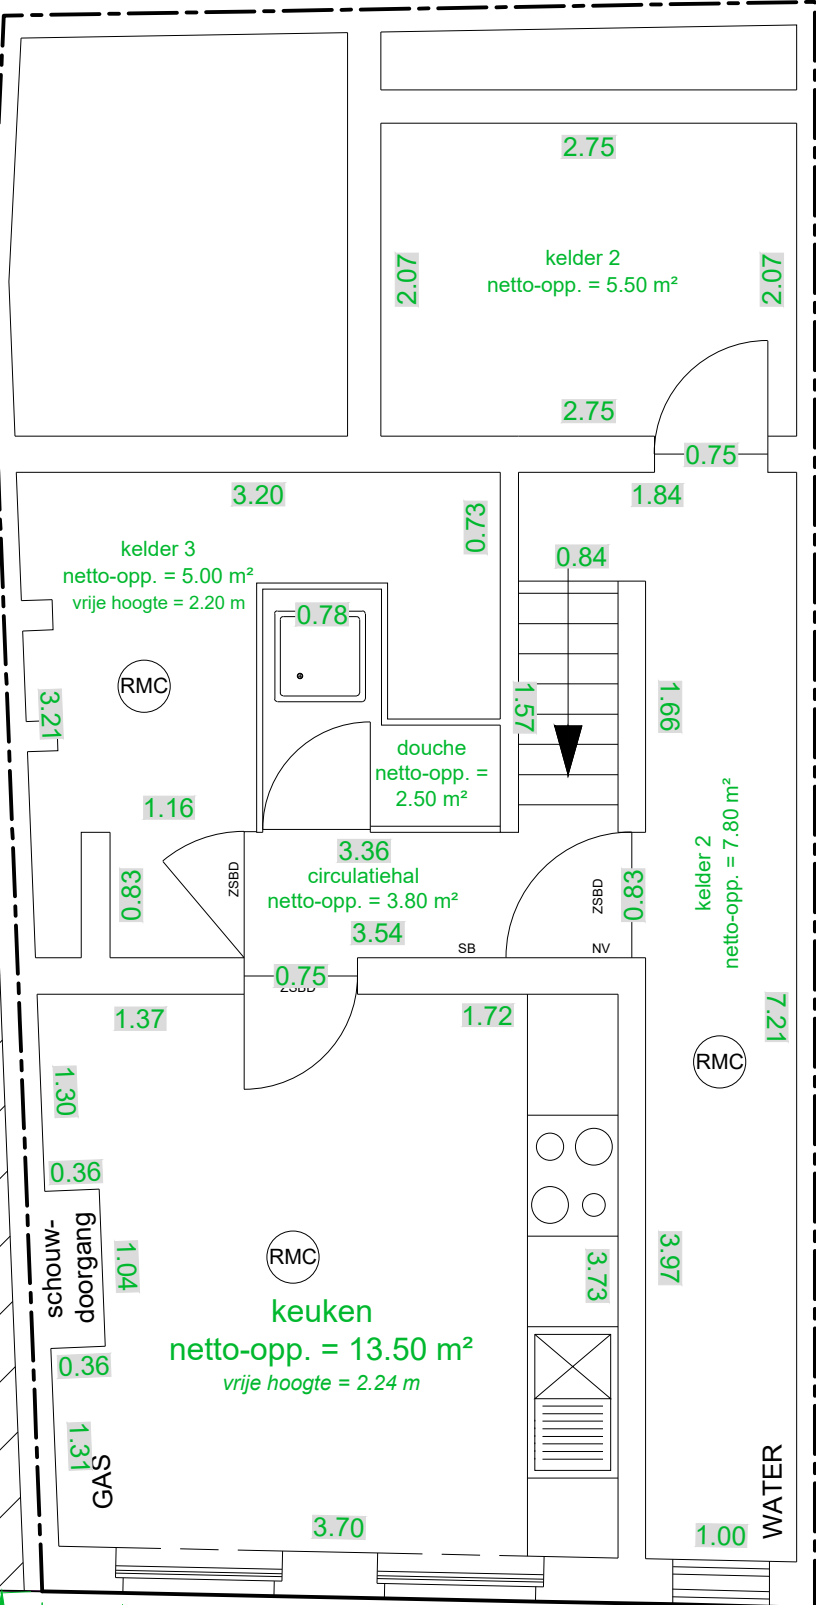 2.75
kelder 2
netto-opp. = 5.50 m²
2.07
2.07
2.75
0.75
3.20
1.84
0.73
kelder 3
netto-opp. = 5.00 m²
vrije hoogte = 2.20 m
0.84
0.78
RMC
3.21
1.57
1.66
douche
netto-opp. =
2.50 m²
1.16
kelder 2
netto-opp. = 7.80 m²
3.36
circulatiehal
netto-opp. = 3.80 m²
0.83
ZSBD
ZSBD
0.83
3.54
SB
NV
0.75
ZSBD
1.37
1.72
7.21
RMC
1.30
0.36
schouw-
doorgang
1.04
RMC
3.73
3.97
keuken
netto-opp. = 13.50 m²
vrije hoogte = 2.24 m
0.36
1.31
GAS
WATER
3.70
1.00